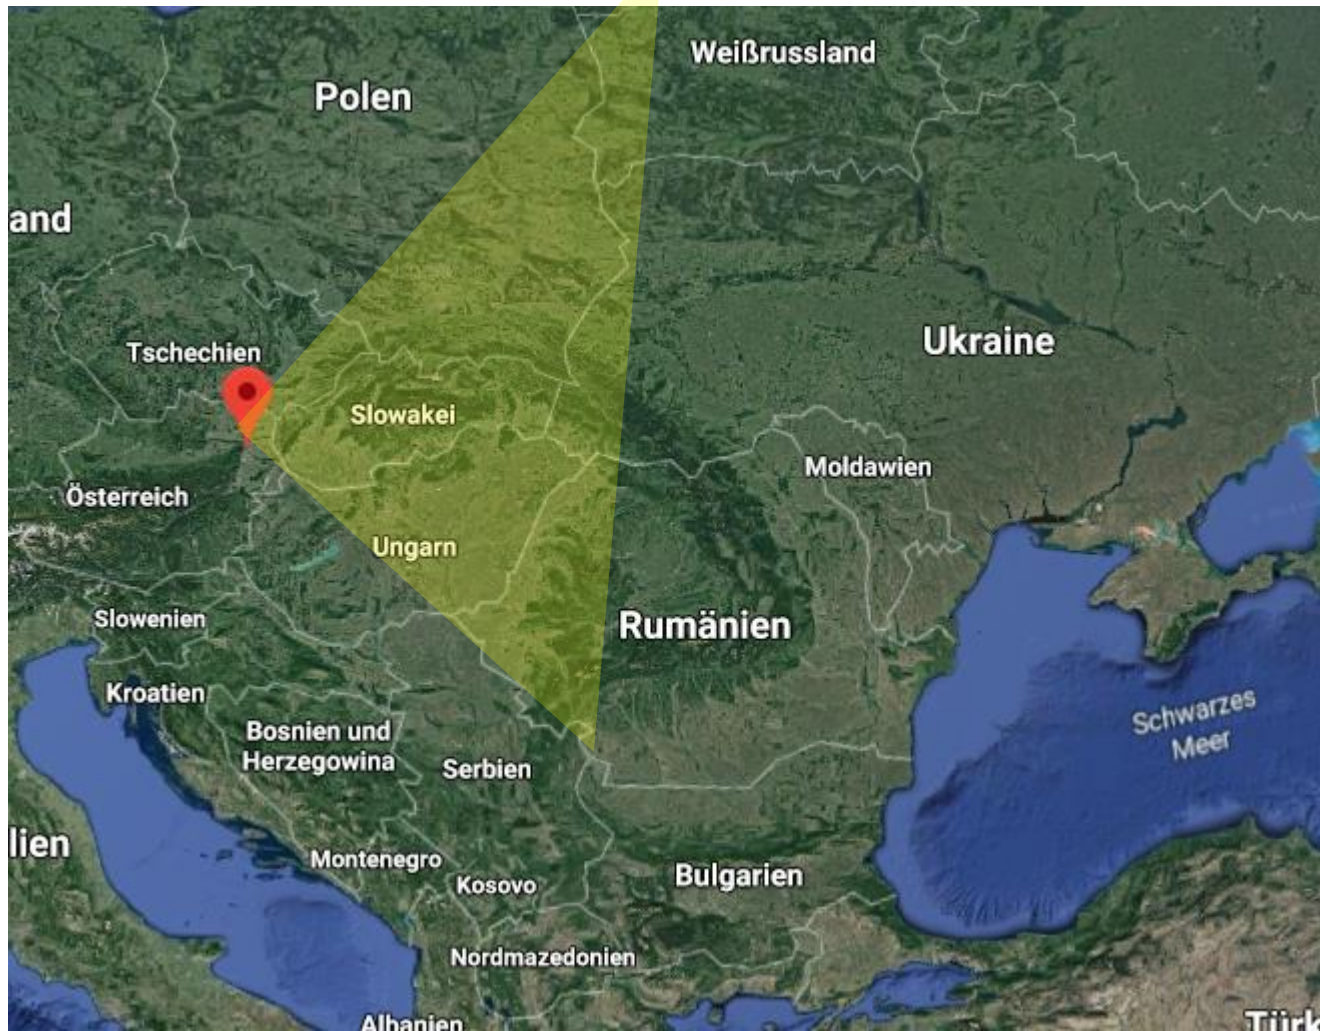 Weißrussland
Polen
and
Ukraine
Tschechien
Slowakei
Moldawien
Österreich
Ungarn
Slowenien
Rumänien
Kroatien
Schwarzes
Meer
Bosnien und
Herzegowina
Serbien
lien
Montenegro
Bulgarien
Kosovo
Nordmazedonien
Albanien
Türk